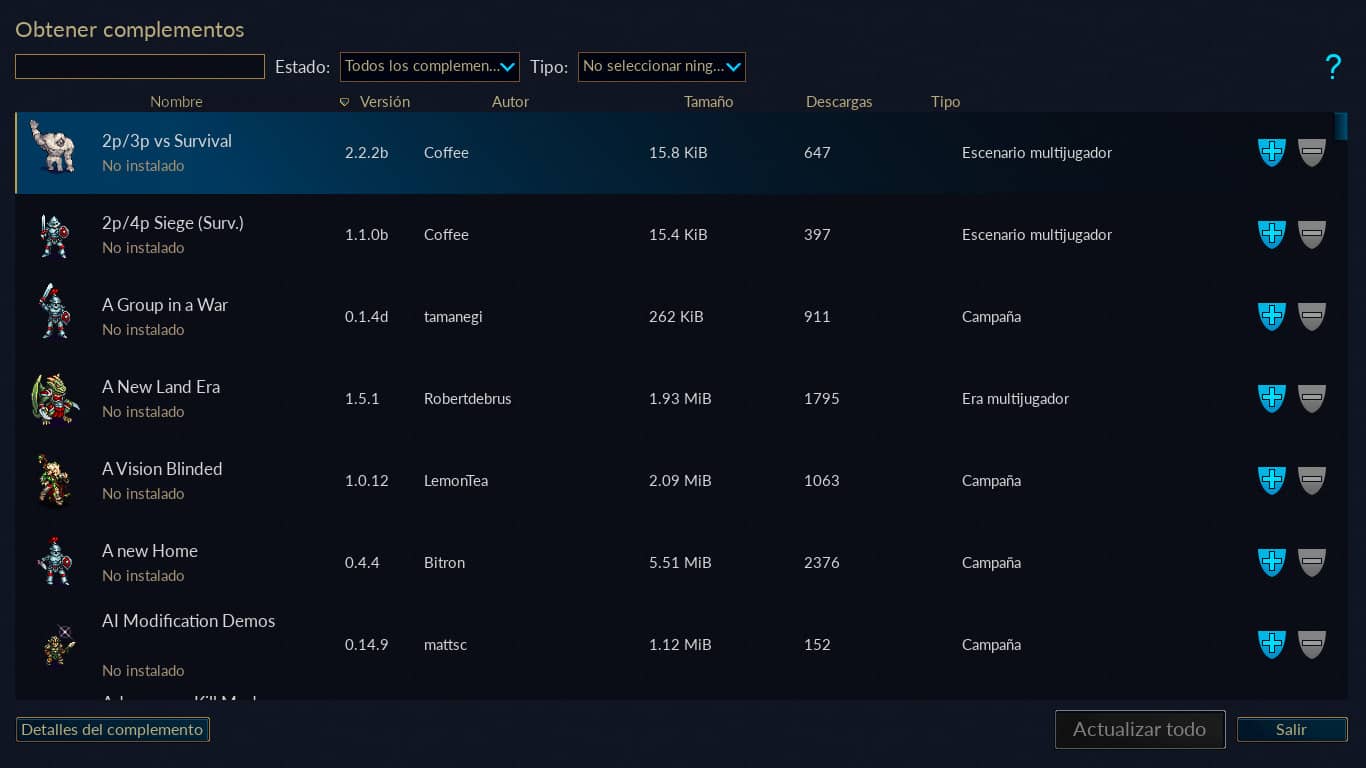 Obtener complementos
Estado: Todos los complemen... Tipo: No seleccionar ning... ?
Nombre Versión Autor Tamaño Descargas Tipo
2p/3p vs Survival
No instalado
2.2.2b Coffee 15.8 KiB 647 Escenario multijugador
2p/4p Siege (Surv.)
No instalado
1.1.0b Coffee 15.4 KiB 397 Escenario multijugador
A Group in a War
No instalado
0.1.4d tamanegi 262 KiB 911 Campaña
A New Land Era
No instalado
1.5.1 Robertdebrus 1.93 MiB 1795 Era multijugador
A Vision Blinded
No instalado
1.0.12 LemonTea 2.09 MiB 1063 Campaña
A new Home
No instalado
0.4.4 Bitron 5.51 MiB 2376 Campaña
AI Modification Demos
No instalado
0.14.9 mattsc 1.12 MiB 152 Campaña
Detalles del complemento Actualizar todo Salir